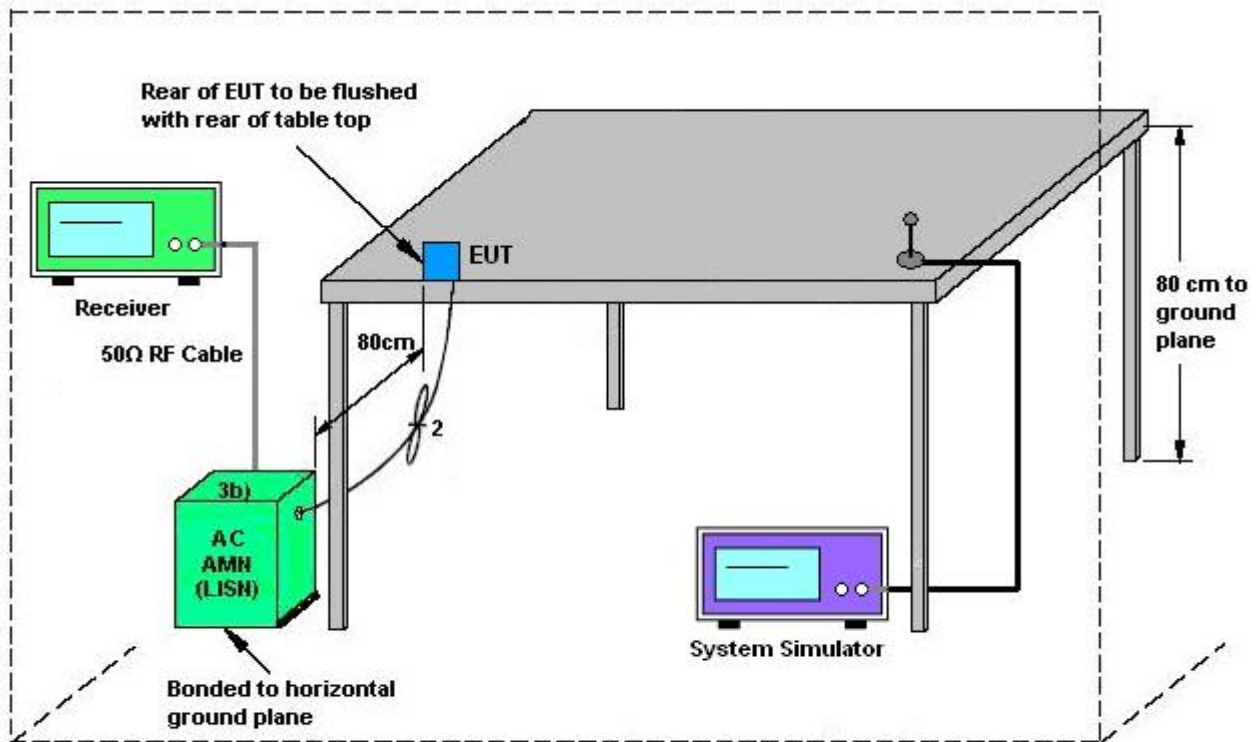 Rear of EUT to be flushed
with rear of table top
EUT
Receiver
50Ω RF Cable
80cm
2
80 cm to
ground
plane
3b)
AC
AMN
(LISN)
System Simulator
Bonded to horizontal
ground plane